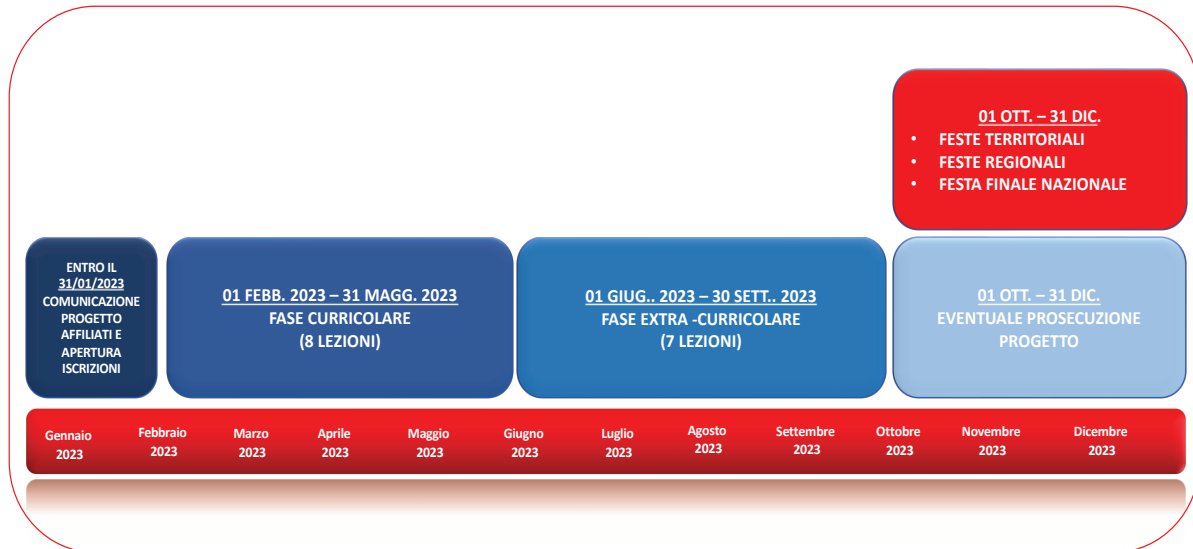 01 OTT. – 31 DIC.
• FESTE TERRITORIALI
• FESTE REGIONALI
• FESTA FINALE NAZIONALE
ENTRO IL
31/01/2023
COMUNICAZIONE
PROGETTO
AFFILIATI E
APERTURA
ISCRIZIONI
01 FEBB. 2023 – 31 MAGG. 2023
FASE CURRICOLARE
(8 LEZIONI)
01 GIUG.. 2023 – 30 SETT.. 2023
FASE EXTRA -CURRICOLARE
(7 LEZIONI)
01 OTT. – 31 DIC.
EVENTUALE PROSECUZIONE
PROGETTO
Gennaio
2023
Febbraio
2023
Marzo
2023
Aprile
2023
Maggio
2023
Giugno
2023
Luglio
2023
Agosto
2023
Settembre
2023
Ottobre
2023
Novembre
2023
Dicembre
2023